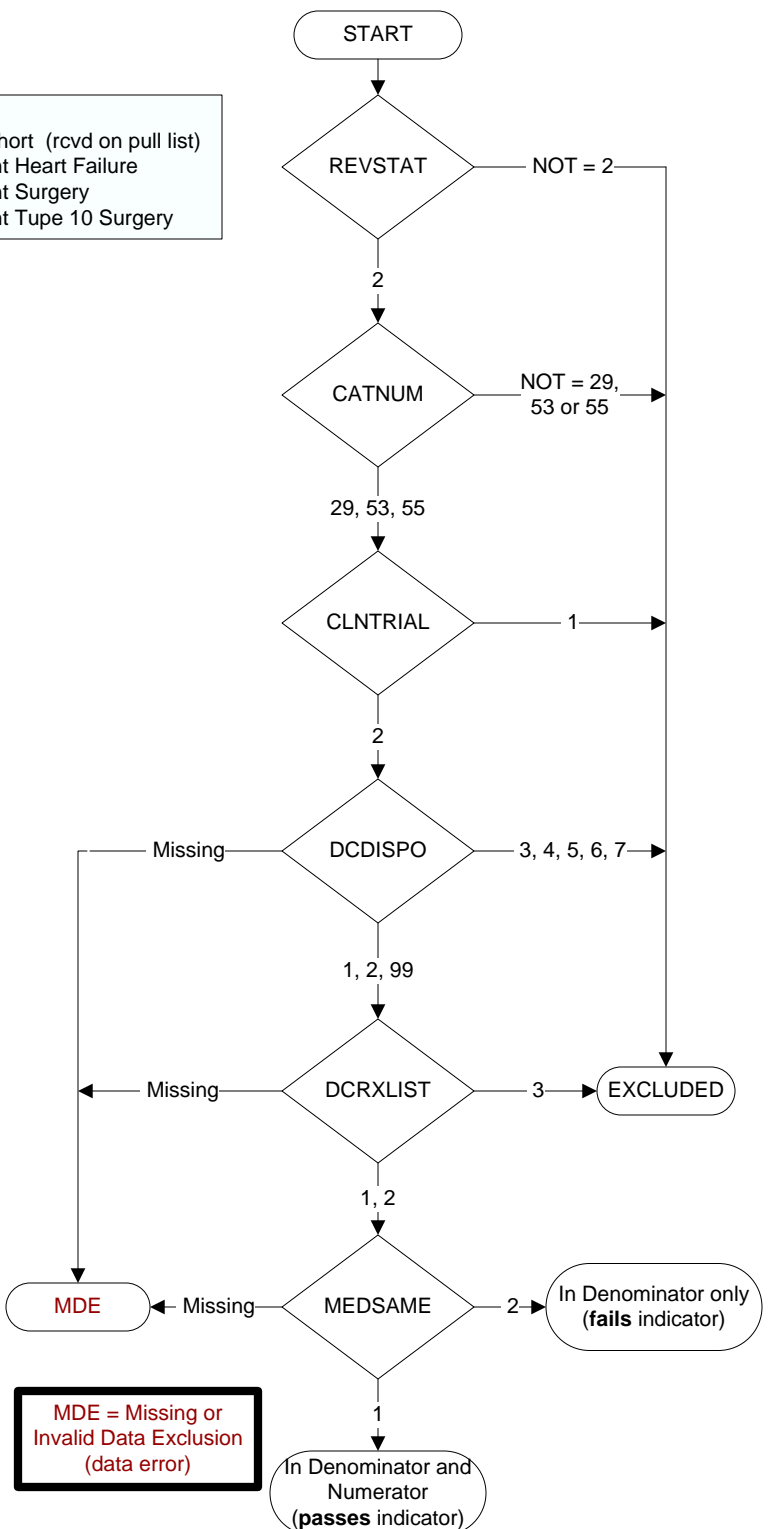 START
hort (rcvd on pull list)
nt Heart Failure
nt Surgery
nt Tupe 10 Surgery
REVSTAT
NOT = 2
2
CATNUM
NOT = 29,
53 or 55
29, 53, 55
CLNTRIAL
1
2
Missing
DCDISPO
3, 4, 5, 6, 7
1, 2, 99
Missing
DCRXLIST
3
EXCLUDED
1, 2
MDE
Missing
MEDSAME
2
In Denominator only
(fails indicator)
MDE = Missing or
Invalid Data Exclusion
(data error)
1
In Denominator and
Numerator
(passes indicator)